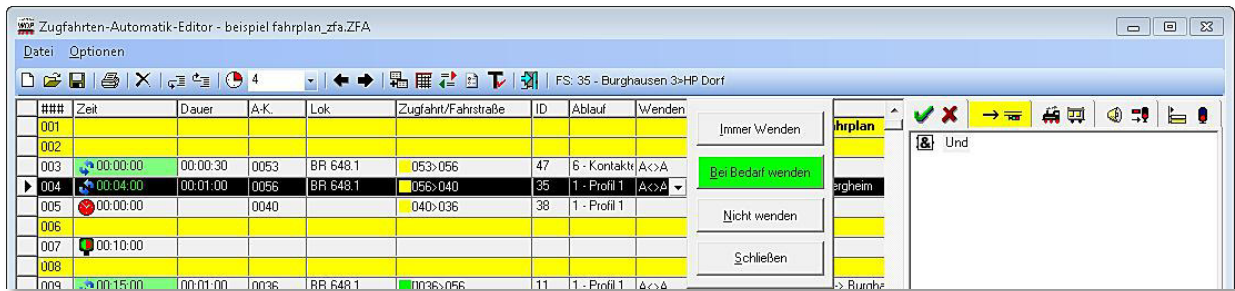 Zugfahrten-Automatik-Editor - beispiel fahrplan_zfa.ZFA
Datei Optionen
4 FS: 35 - Burghausen 3>HP Dorf
### Zeit Dauer A-K. Lok Zugfahrt/Fahrstraße ID Ablauf Wenden
001 hrplan
002
003 00:00:00 00:00:30 0053 BR 648.1 053>056 47 6 - Kontakte A<>A
004 00:04:00 00:01:00 0056 BR 648.1 056>040 35 1 - Profil 1 A<>A ergheim
005 00:00:00 0040 040>036 38 1 - Profil 1
006
007 00:10:00
008
009 00:15:00 00:01:00 0036 BR 648.1 0036>056 11 1 - Profil 1 A<>A -> Burgha
Immer Wenden
Bei Bedarf wenden
Nicht wenden
Schließen
& Und